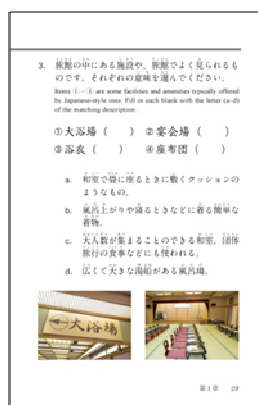 3. 旅館の中にある施設や、旅館でよく見られるも
のです。それぞれの意味を選んでください。
Items ①-④ are some facilities and amenities typically offered
by Japanese-style inns. Fill in each blank with the letter (a-d)
of the matching description.
①大浴場（　　） ②宴会場（　　）
③浴衣（　　） ④座布団（　　）
a. 和室で畳に座るときに敷くクッションの
ようなもの。
b. 風呂上がりや寝るときなどに着る簡単な
着物。
c. 大人数が集まることのできる和室。団体
旅行の食事などにも使われる。
d. 広くて大きな湯船がある風呂場。
大浴場
第1章 29